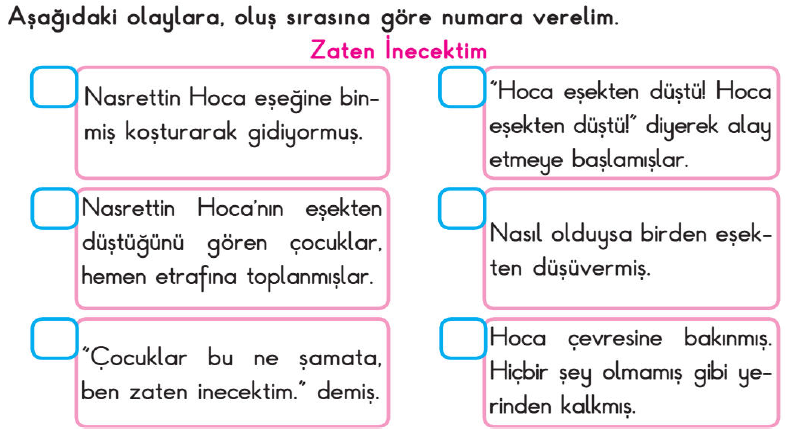 Aşağıdaki olaylara, oluş sırasına göre numara verelim.
Zaten İnecektim
Nasrettin Hoca eşeğine bin-
miş koşturarak gidiyormuş.
"Hoca eşekten düştü! Hoca
eşekten düştü!" diyerek alay
etmeye başlamışlar.
Nasrettin Hoca'nın eşekten
düştüğünü gören çocuklar,
hemen etrafına toplanmışlar.
Nasıl olduysa birden eşek-
ten düşüvermiş.
"Çocuklar bu ne şamata,
ben zaten inecektim." demiş.
Hoca çevresine bakınmış.
Hiçbir şey olmamış gibi ye-
rinden kalkmış.